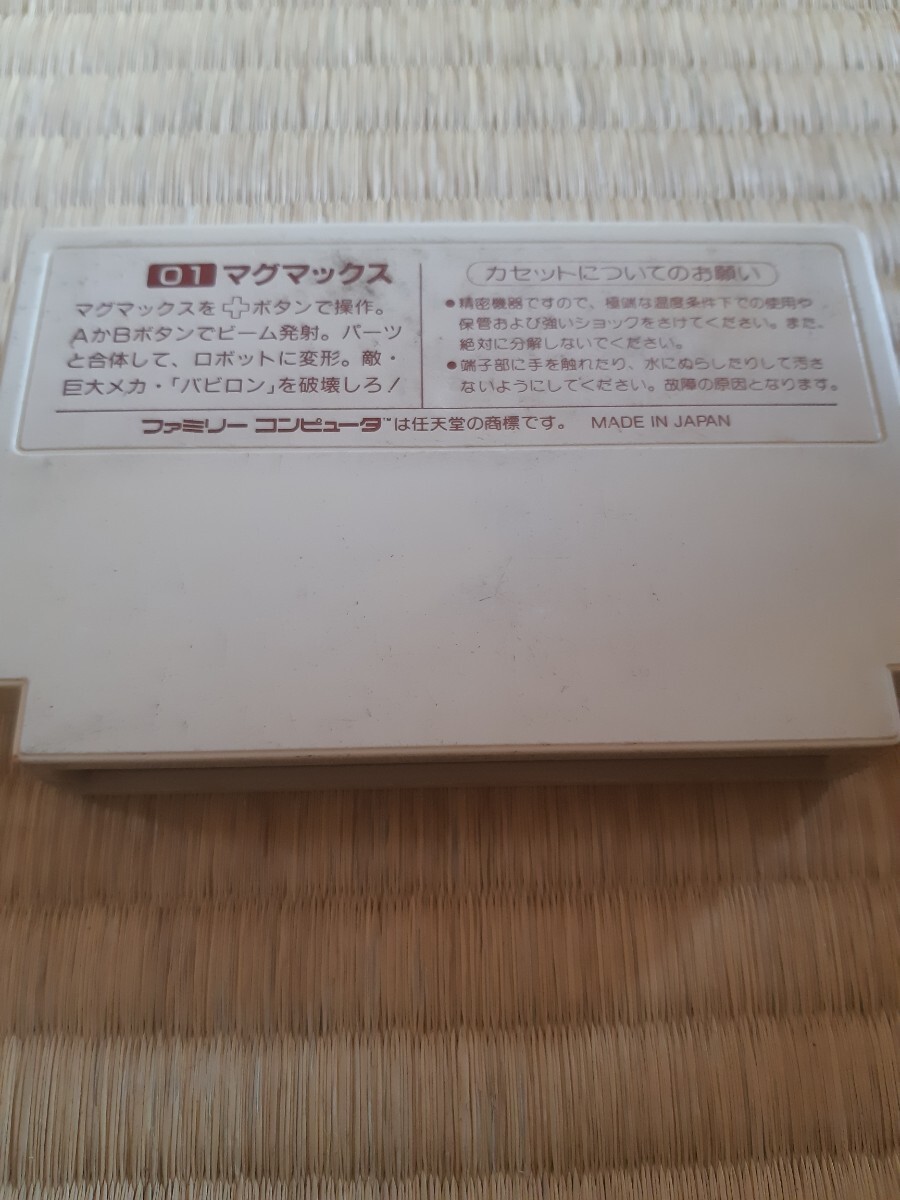 01 マグマックス
マグマックスを✚ボタンで操作。
AかBボタンでビーム発射。パーツ
と合体して、ロボットに変形。敵・
巨大メカ・「バビロン」を破壊しろ！
カセットについてのお願い
●精密機器ですので、極端な温度条件下での使用や
保管および強いショックをさけてください。また、
絶対に分解しないでください。
●端子部に手を触れたり、水にぬらしたりして汚さ
ないようにしてください。故障の原因となります。
ファミリーコンピュータ™は任天堂の商標です。 MADE IN JAPAN